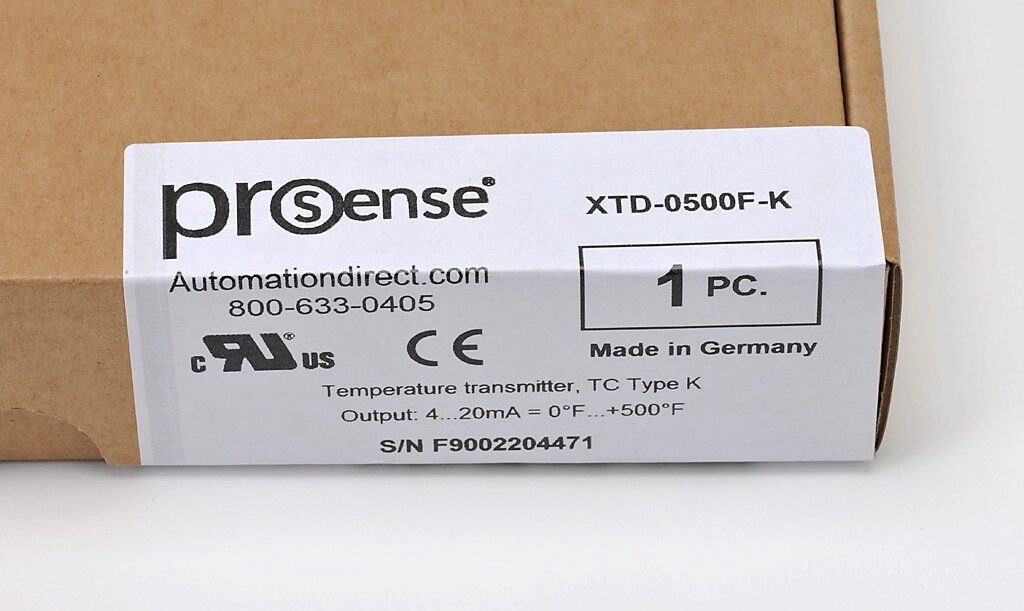 prosense®
XTD-0500F-K
Automationdirect.com
800-633-0405
1 PC.
c RU® US
CE
Made in Germany
Temperature transmitter, TC Type K
Output: 4...20mA = 0°F...+500°F
S/N F9002204471